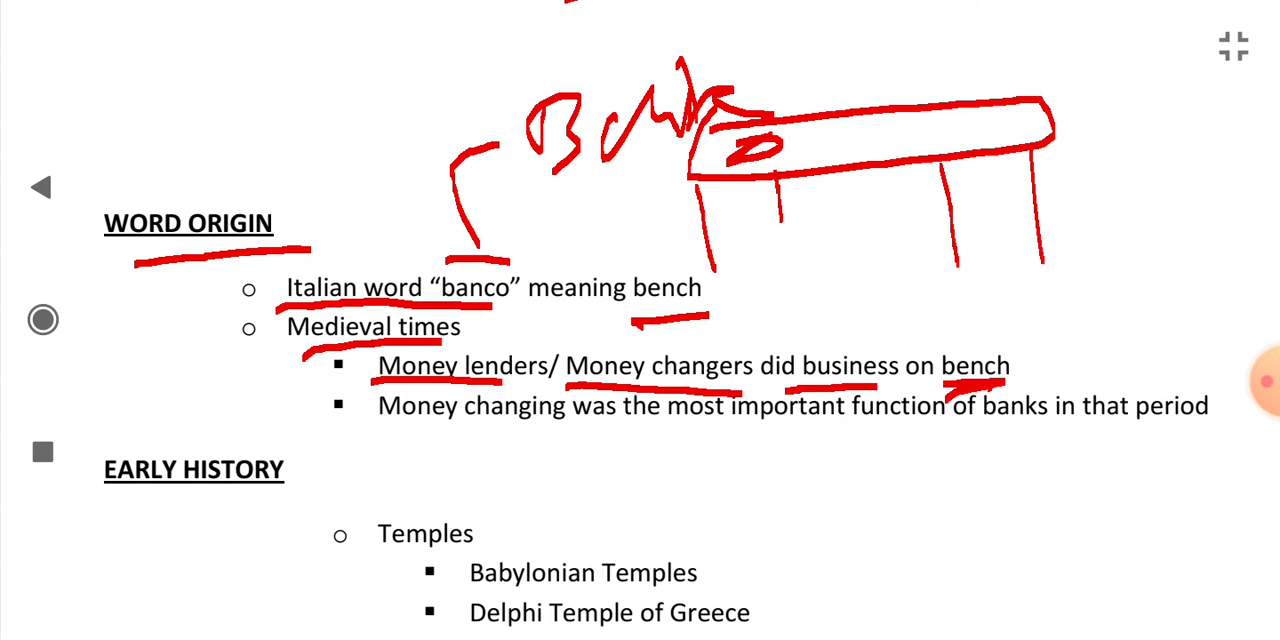 Bank
WORD ORIGIN
o Italian word “banco” meaning bench
o Medieval times
▪ Money lenders/ Money changers did business on bench
▪ Money changing was the most important function of banks in that period
EARLY HISTORY
o Temples
▪ Babylonian Temples
▪ Delphi Temple of Greece